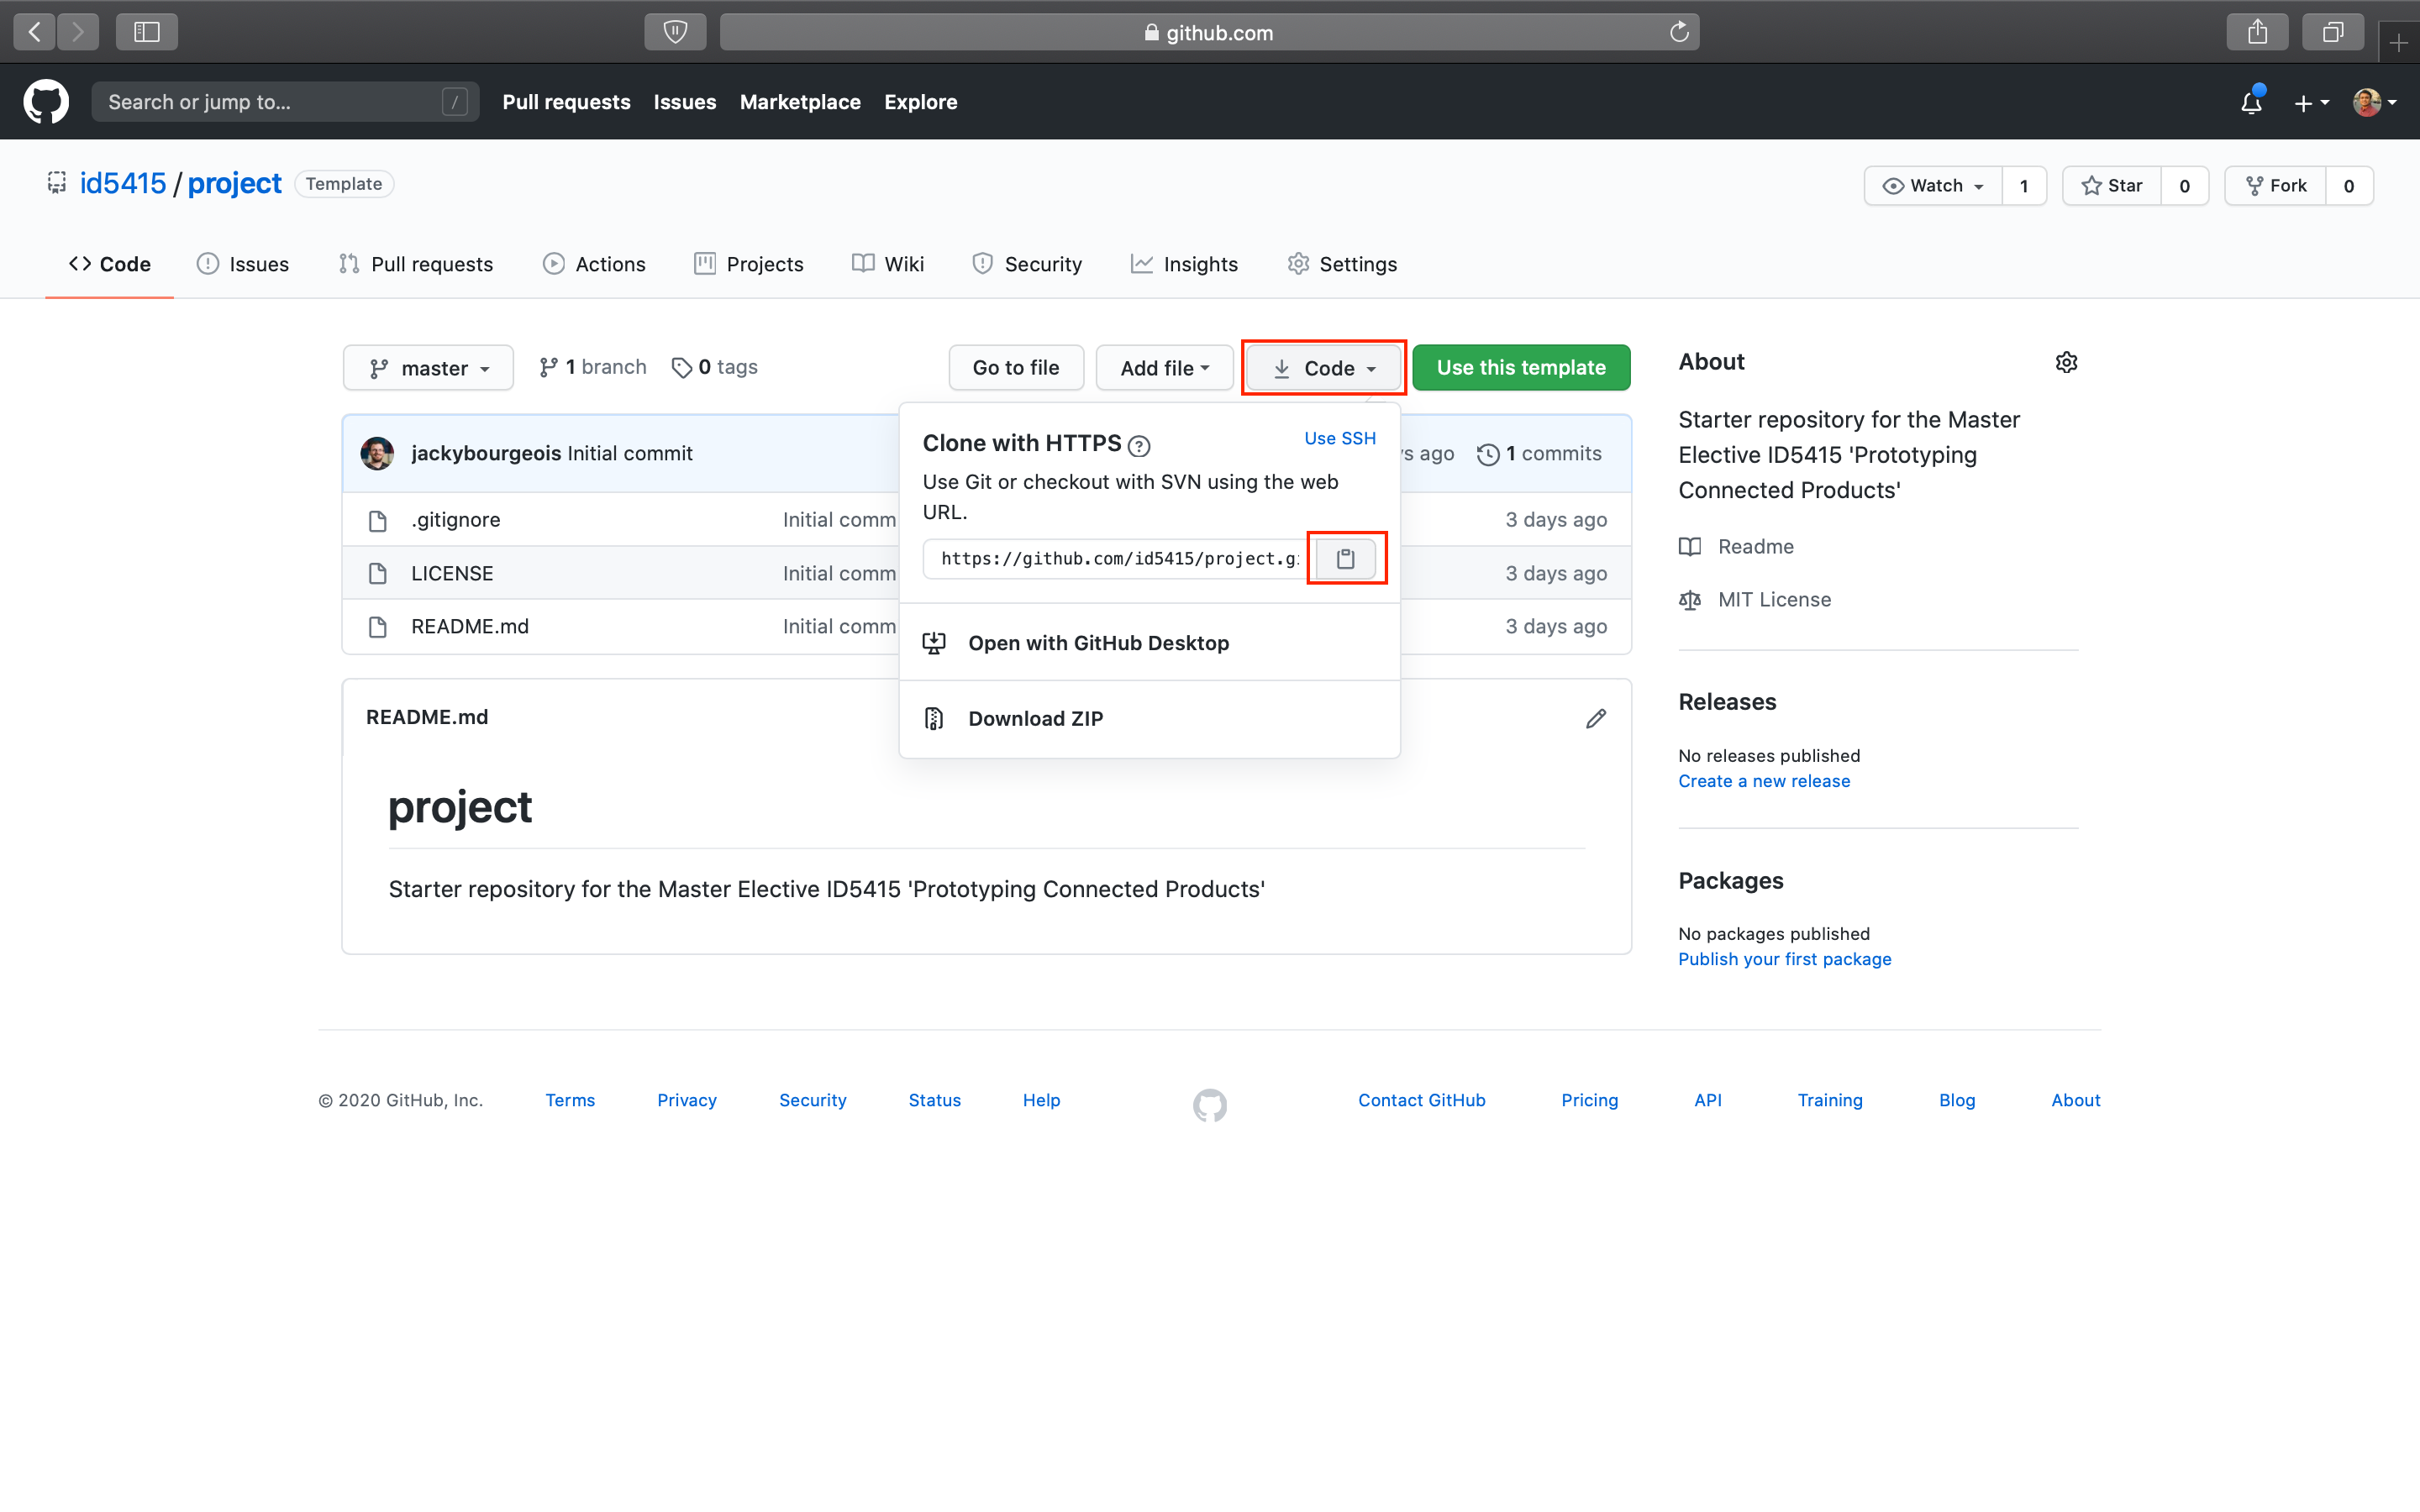 github.com
Search or jump to... /
Pull requests Issues Marketplace Explore
id5415 / project Template
Watch 1 Star 0 Fork 0
Code Issues Pull requests Actions Projects Wiki Security Insights Settings
master 1 branch 0 tags Go to file Add file Code Use this template
jackybourgeois Initial commit ago 1 commits
.gitignore Initial 3 days ago
LICENSE Initial 3 days ago
README.md Initial 3 days ago
Clone with HTTPS Use SSH
Use Git or checkout with SVN using the web
URL.
https://github.com/id5415/project.g
Open with GitHub Desktop
Download ZIP
README.md
project
Starter repository for the Master Elective ID5415 'Prototyping Connected Products'
About
Starter repository for the Master
Elective ID5415 'Prototyping
Connected Products'
Readme
MIT License
Releases
No releases published
Create a new release
Packages
No packages published
Publish your first package
© 2020 GitHub, Inc. Terms Privacy Security Status Help Contact GitHub Pricing API Training Blog About